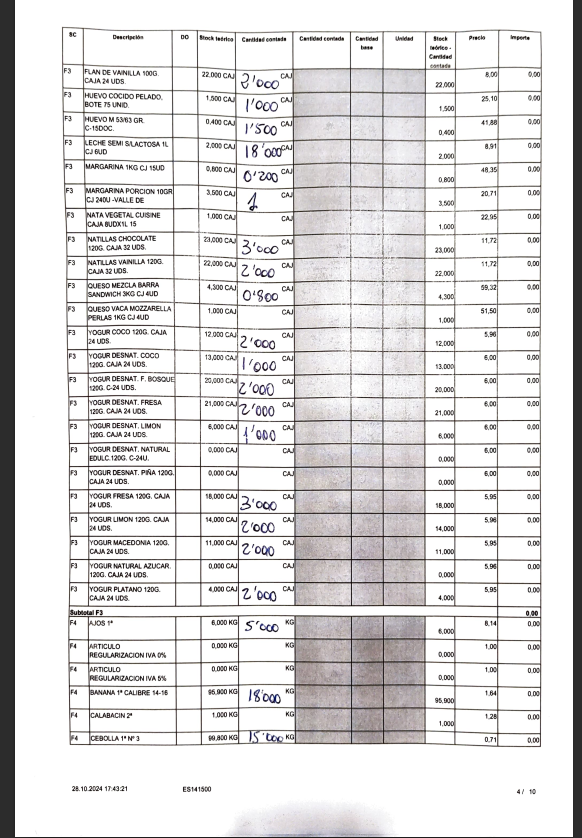 SC Descripción DO Stock teórico Cantidad contada Cantidad contada Cantidad base Unidad Stock teórico - Cantidad contada Precio Importe
F3 FLAN DE VAINILLA 100G. 22,000 CAJ 2'000 CAJ 8,00 0,00
CAJA 24 UDS. 22,000
F3 HUEVO COCIDO PELADO, 1,500 CAJ 1'000 CAJ 25,10 0,00
BOTE 75 UNID. 1,500
F3 HUEVO M 53/63 GR. 0,400 CAJ 1'500 CAJ 41,88 0,00
C-15DOC. 0,400
F3 LECHE SEMI S/LACTOSA 1L 2,000 CAJ 18'000 CAJ 8,91 0,00
CJ 6UD 2,000
F3 MARGARINA 1KG CJ 15UD 0,800 CAJ 0'200 CAJ 48,35 0,00
0,800
F3 MARGARINA PORCION 10GR 3,500 CAJ 1 CAJ 20,71 0,00
CJ 240U -VALLE DE 3,500
F3 NATA VEGETAL CUISINE 1,000 CAJ CAJ 22,95 0,00
CAJA 8UDX1L 15 1,000
F3 NATILLAS CHOCOLATE 23,000 CAJ 3'000 CAJ 11,72 0,00
120G. CAJA 32 UDS. 23,000
F3 NATILLAS VAINILLA 120G. 22,000 CAJ 2'000 CAJ 11,72 0,00
CAJA 32 UDS. 22,000
F3 QUESO MEZCLA BARRA 4,300 CAJ 0'800 CAJ 59,32 0,00
SANDWICH 3KG CJ 4UD 4,300
F3 QUESO VACA MOZZARELLA 1,000 CAJ CAJ 51,50 0,00
PERLAS 1KG CJ 4UD 1,000
F3 YOGUR COCO 120G. CAJA 12,000 CAJ 2'000 CAJ 5,96 0,00
24 UDS. 12,000
F3 YOGUR DESNAT. COCO 13,000 CAJ 1'000 CAJ 6,00 0,00
120G. CAJA 24 UDS. 13.000
F3 YOGUR DESNAT. F. BOSQUE 20,000 CAJ 2'000 CAJ 6,00 0,00
120G. C-24 UDS. 20,000
F3 YOGUR DESNAT. FRESA 21,000 CAJ 2'000 CAJ 6,00 0,00
120G. CAJA 24 UDS. 21,000
F3 YOGUR DESNAT. LIMON 6,000 CAJ 1'000 CAJ 6,00 0,00
120G. CAJA 24 UDS. 6,000
F3 YOGUR DESNAT. NATURAL 0,000 CAJ CAJ 6,00 0,00
EDULC.120G. C-24U. 0,000
F3 YOGUR DESNAT. PIÑA 120G. 0,000 CAJ CAJ 6,00 0,00
CAJA 24 UDS. 0,000
F3 YOGUR FRESA 120G. CAJA 18,000 CAJ 3'000 CAJ 5,95 0,00
24 UDS. 18,000
F3 YOGUR LIMON 120G. CAJA 14,000 CAJ 2'000 CAJ 5,96 0,00
24 UDS. 14,000
F3 YOGUR MACEDONIA 120G. 11,000 CAJ 2'000 CAJ 5,95 0,00
CAJA 24 UDS. 11,000
F3 YOGUR NATURAL AZUCAR. 0,000 CAJ CAJ 5,96 0,00
120G. CAJA 24 UDS. 0,000
F3 YOGUR PLATANO 120G. 4,000 CAJ 2'000 CAJ 5,95 0,00
CAJA 24 UDS. 4,000
Subtotal F3 0,00
F4 AJOS 1ª 6,000 KG 5'000 KG 8,14 0,00
6,000
F4 ARTICULO 0,000 KG KG 1,00 0,00
REGULARIZACION IVA 0% 0,000
F4 ARTICULO 0,000 KG KG 1,00 0,00
REGULARIZACION IVA 5% 0,000
F4 BANANA 1ª CALIBRE 14-16 95,900 KG 18'000 KG 1,64 0,00
95,900
F4 CALABACIN 2ª 1,000 KG KG 1,28 0,00
1,000
F4 CEBOLLA 1ª Nº 3 99,800 KG 15'000 KG 0,71 0,00
28.10.2024 17:43:21 ES141500 4 / 10